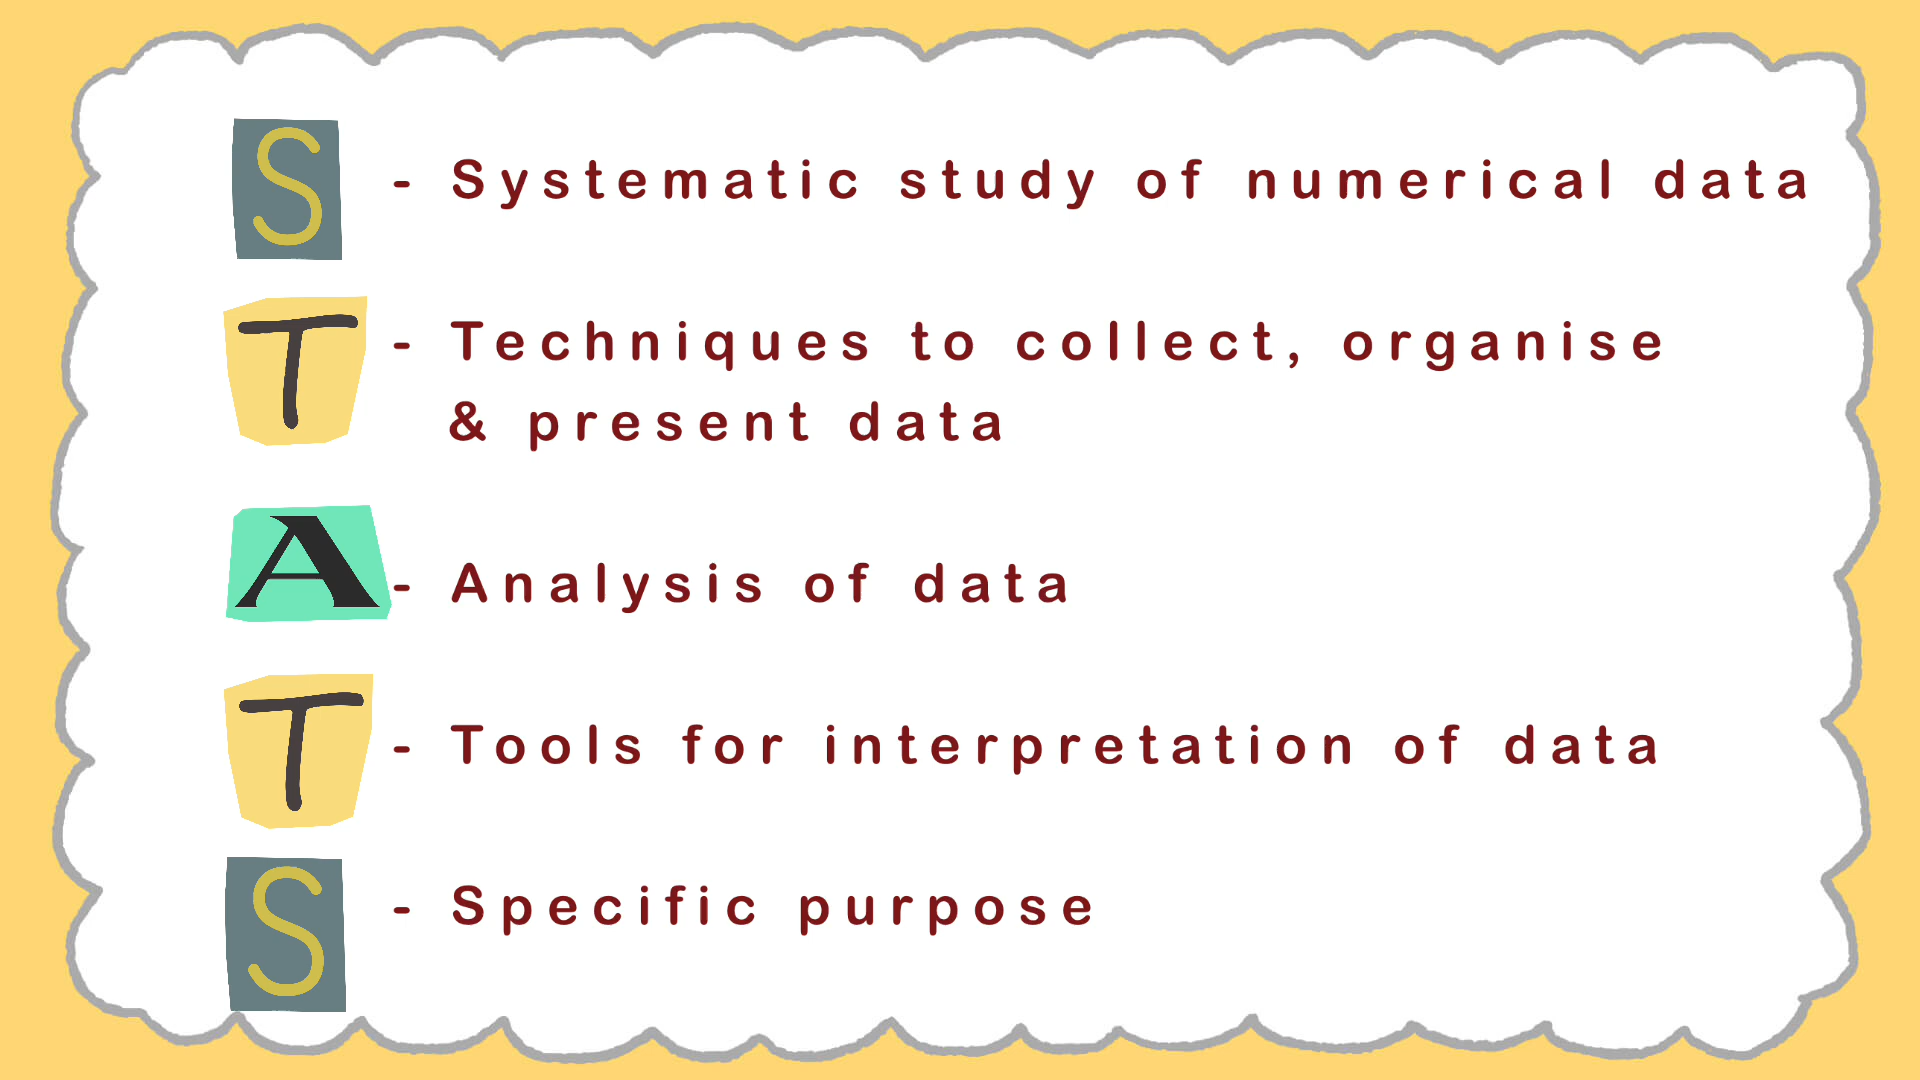 S - Systematic study of numerical data
T - Techniques to collect, organise
& present data
A - Analysis of data
T - Tools for interpretation of data
S - Specific purpose